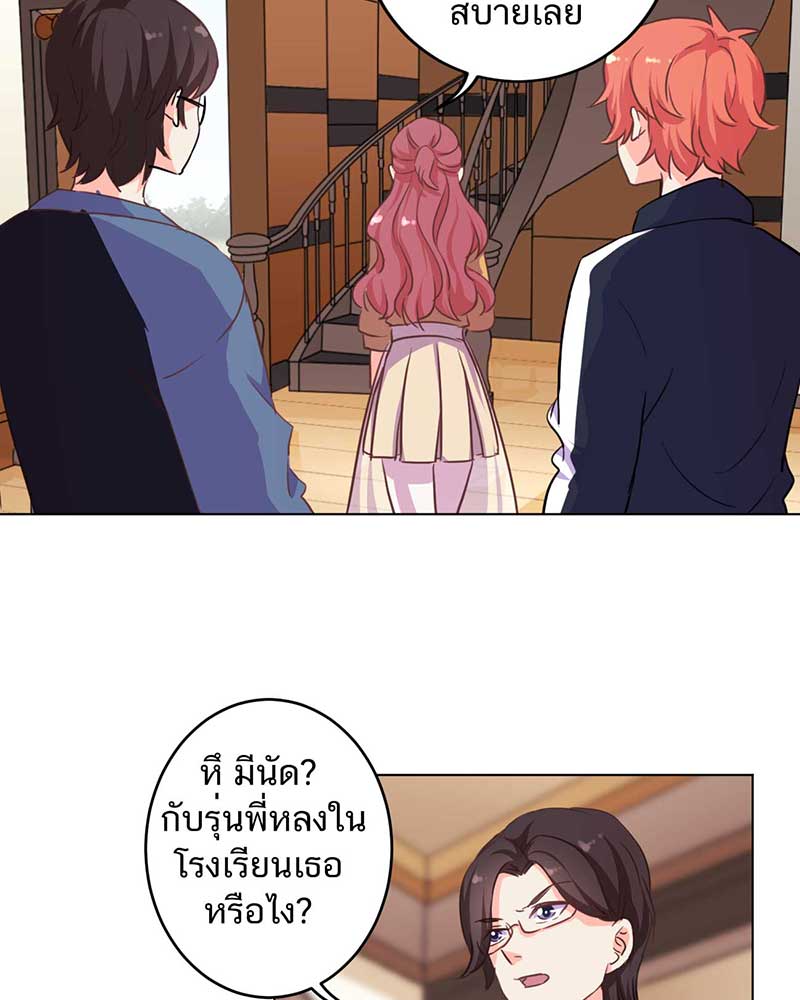 สบายเลย
หึ มีนัด?
กับรุ่นพี่หลงใน
โรงเรียนเธอ
หรือไง?